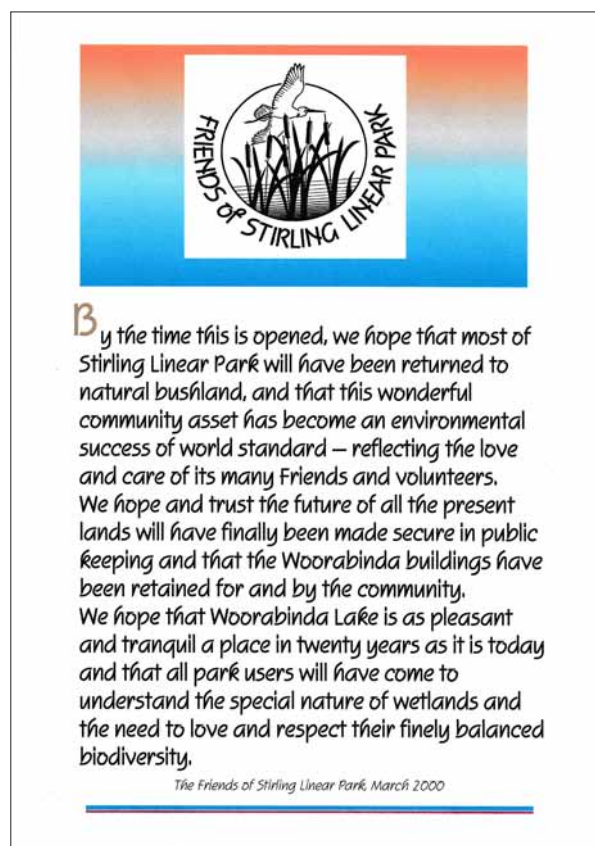 FRIENDS of STIRLING LINEAR PARK
By the time this is opened, we hope that most of
Stirling Linear Park will have been returned to
natural bushland, and that this wonderful
community asset has become an environmental
success of world standard – reflecting the love
and care of its many Friends and volunteers.
We hope and trust the future of all the present
lands will have finally been made secure in public
keeping and that the Woorabinda buildings have
been retained for and by the community.
We hope that Woorabinda Lake is as pleasant
and tranquil a place in twenty years as it is today
and that all park users will have come to
understand the special nature of wetlands and
the need to love and respect their finely balanced
biodiversity.
The Friends of Stirling Linear Park, March 2000